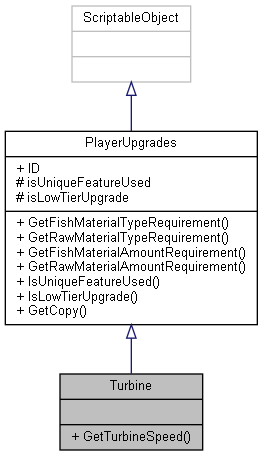 ScriptableObject
PlayerUpgrades
+ ID
# isUniqueFeatureUsed
# isLowTierUpgrade
+ GetFishMaterialTypeRequirement()
+ GetRawMaterialTypeRequirement()
+ GetFishMaterialAmountRequirement()
+ GetRawMaterialAmountRequirement()
+ IsUniqueFeatureUsed()
+ IsLowTierUpgrade()
+ GetCopy()
Turbine
+ GetTurbineSpeed()